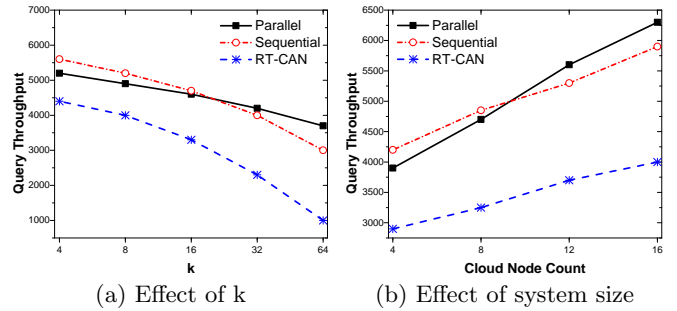 7000
6000
5000
4000
3000
2000
1000
Query Throughput
Parallel
Sequential
RT-CAN
4 8 16 32 64
k
(a) Effect of k
6500
6000
5500
5000
4500
4000
3500
3000
Query Throughput
Parallel
Sequential
RT-CAN
4 8 12 16
Cloud Node Count
(b) Effect of system size